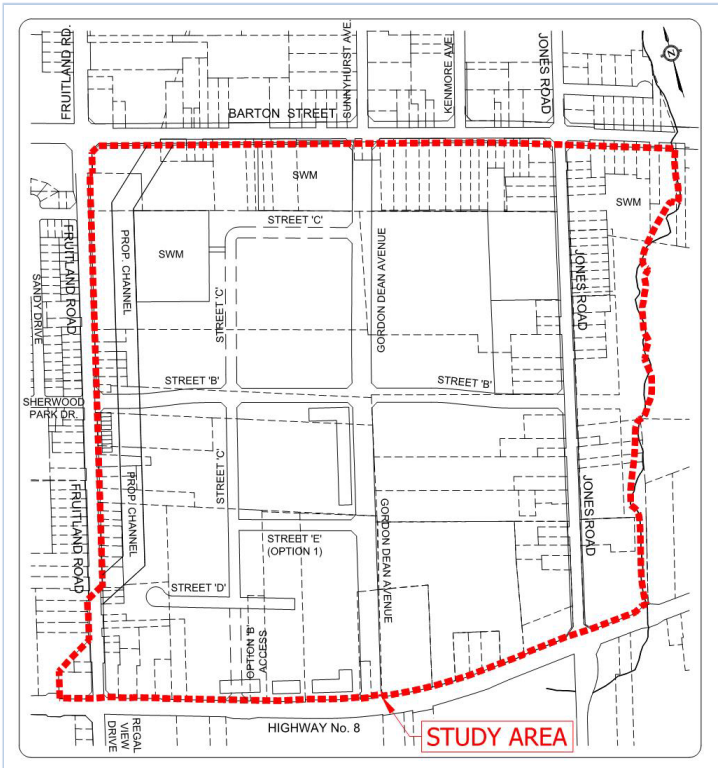 FRUITLAND RD.
SUNNYHURST AVE.
KENMORE AVE.
JONES ROAD
N
BARTON STREET
SWM
SWM
STREET 'C'
SWM
FRUITLAND ROAD
SANDY DRIVE
PROP. CHANNEL
STREET 'C'
GORDON DEAN AVENUE
JONES ROAD
STREET 'B'
STREET 'B'
SHERWOOD
PARK DR.
FRUITLAND ROAD
PROP. CHANNEL
STREET 'C'
STREET 'E'
(OPTION 1)
GORDON DEAN AVENUE
JONES ROAD
STREET 'D'
OPTION 'B'
ACCESS
REGAL
VIEW
DRIVE
HIGHWAY No. 8
STUDY AREA